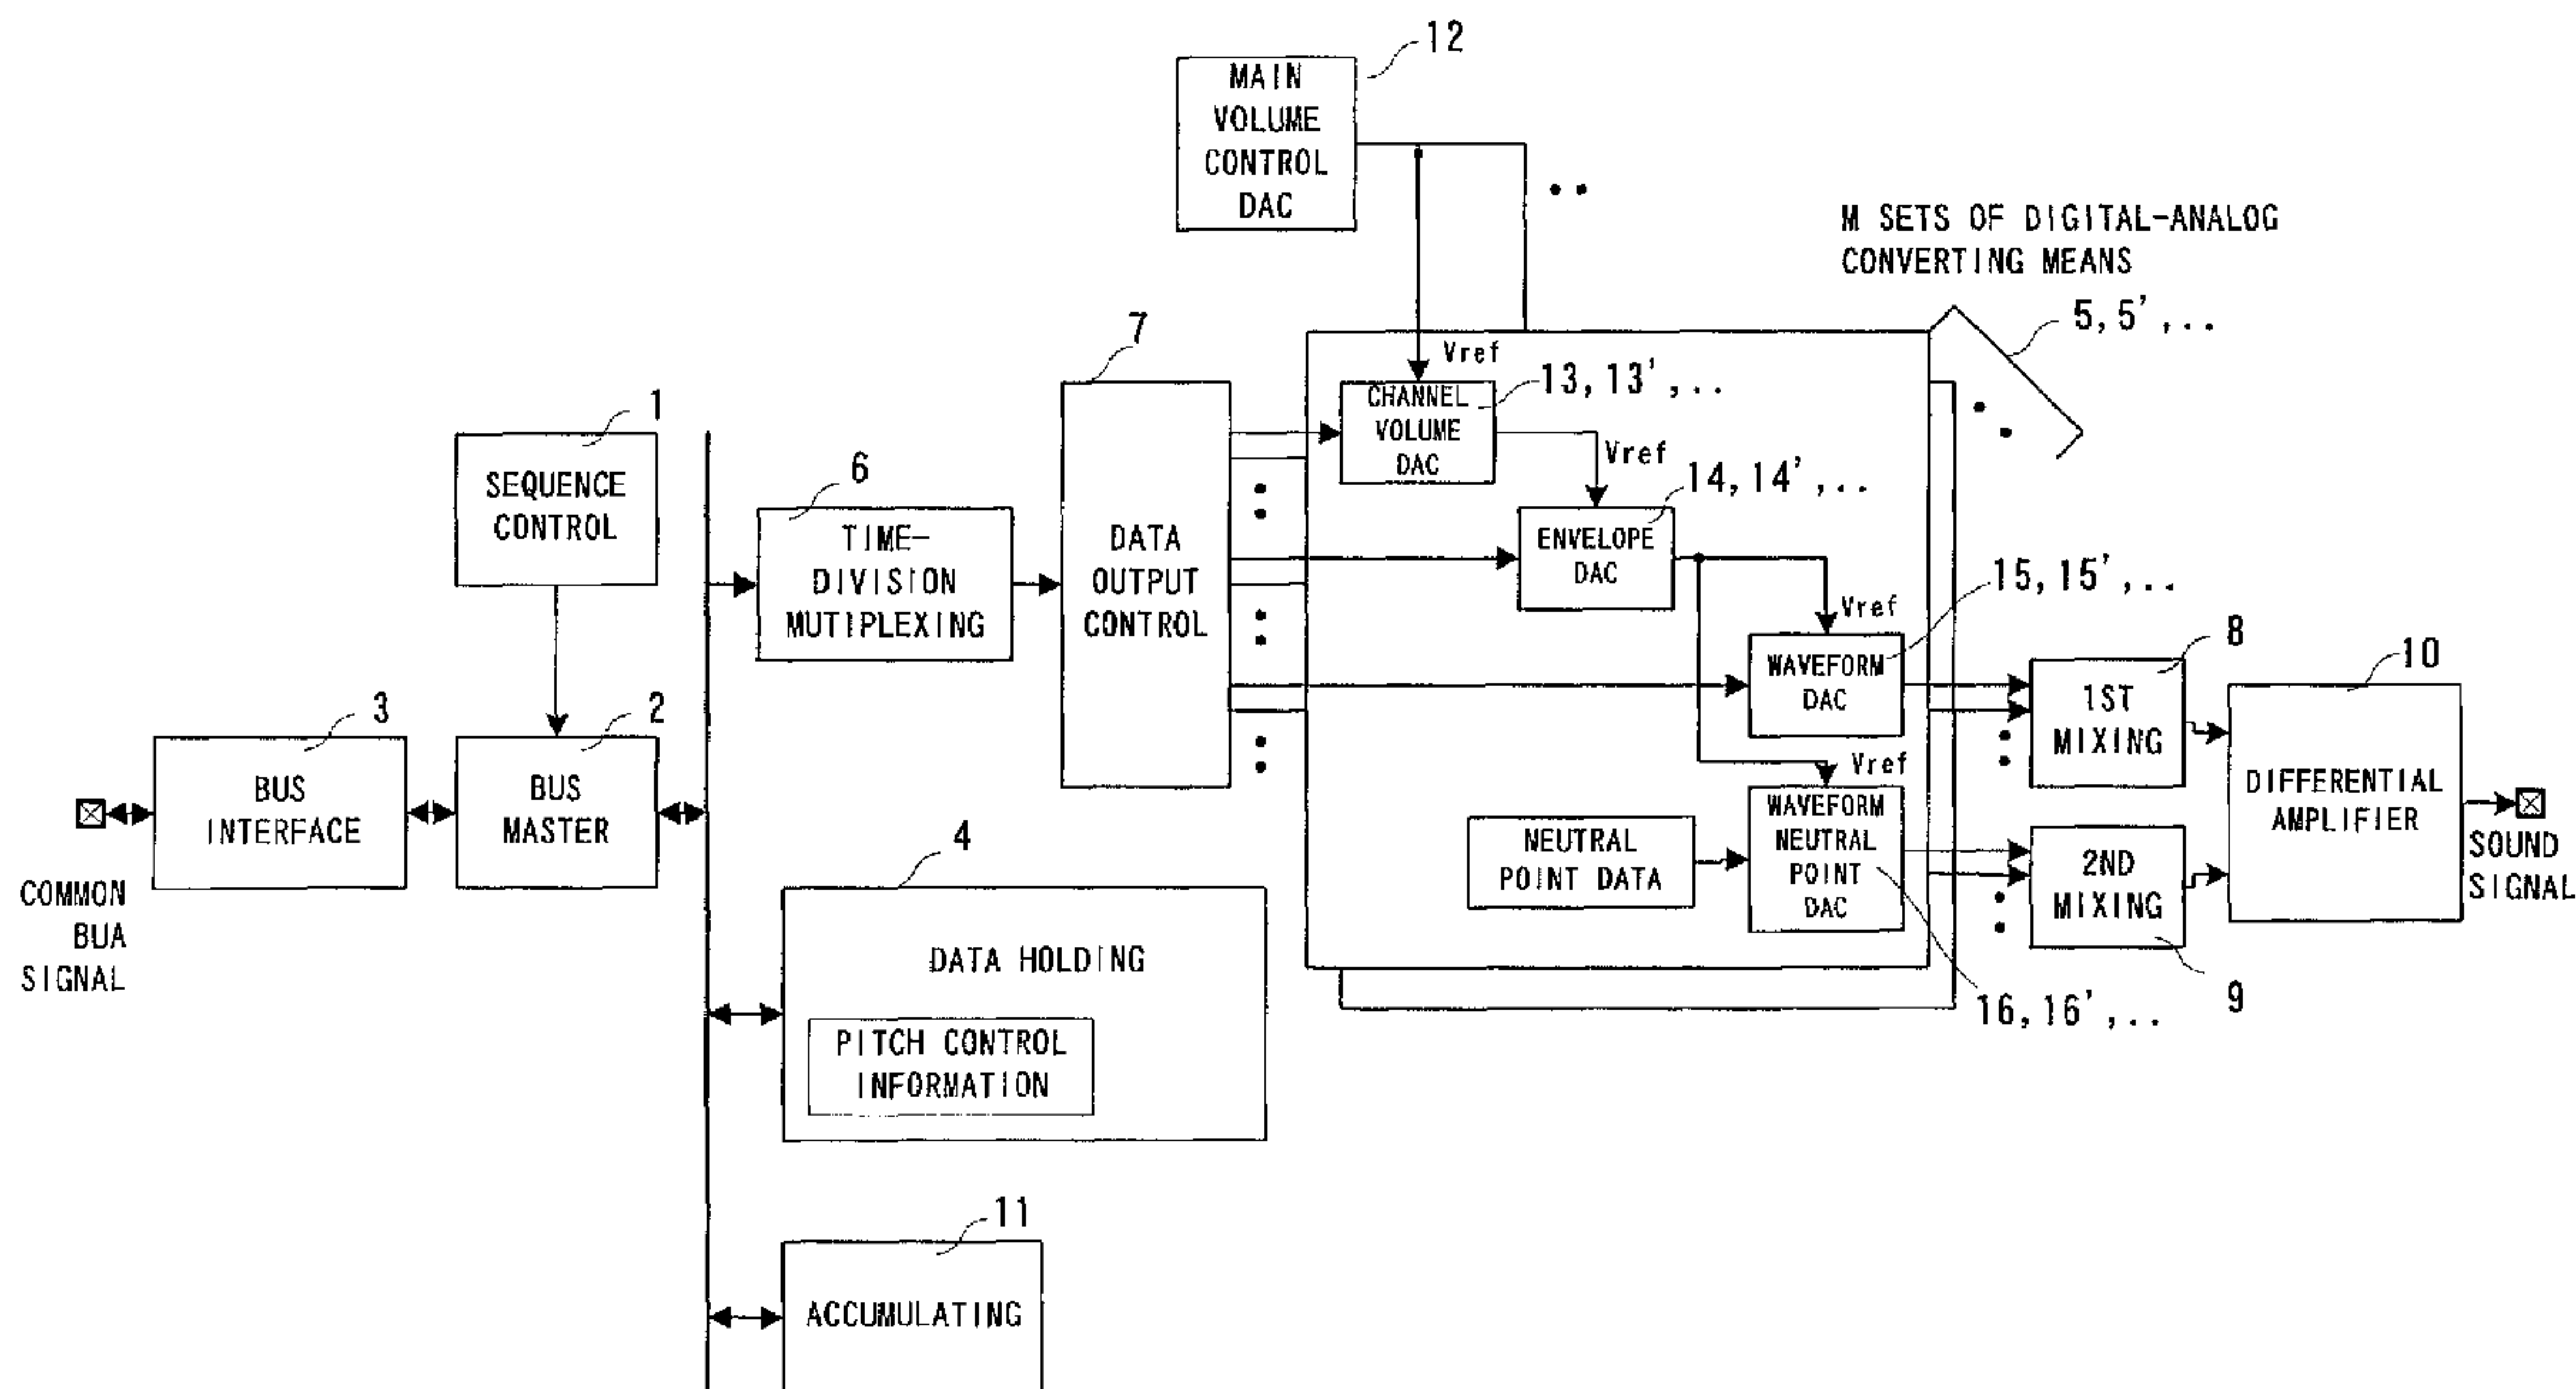 12
MAIN
VOLUME
CONTROL
DAC
M SETS OF DIGITAL-ANALOG
CONVERTING MEANS
5, 5', ..
7
Vref
13, 13', ..
CHANNEL
VOLUME
DAC
1
SEQUENCE
CONTROL
6
TIME-
DIVISION
MUTIPLEXING
DATA
OUTPUT
CONTROL
Vref
14, 14', ..
ENVELOPE
DAC
15, 15', ..
Vref
WAVEFORM
DAC
8
1ST
MIXING
10
DIFFERENTIAL
AMPLIFIER
3
BUS
INTERFACE
2
BUS
MASTER
COMMON
BUA
SIGNAL
4
DATA HOLDING
PITCH CONTROL
INFORMATION
NEUTRAL
POINT DATA
Vref
WAVEFORM
NEUTRAL
POINT
DAC
2ND
MIXING
9
SOUND
SIGNAL
16, 16', ..
11
ACCUMULATING